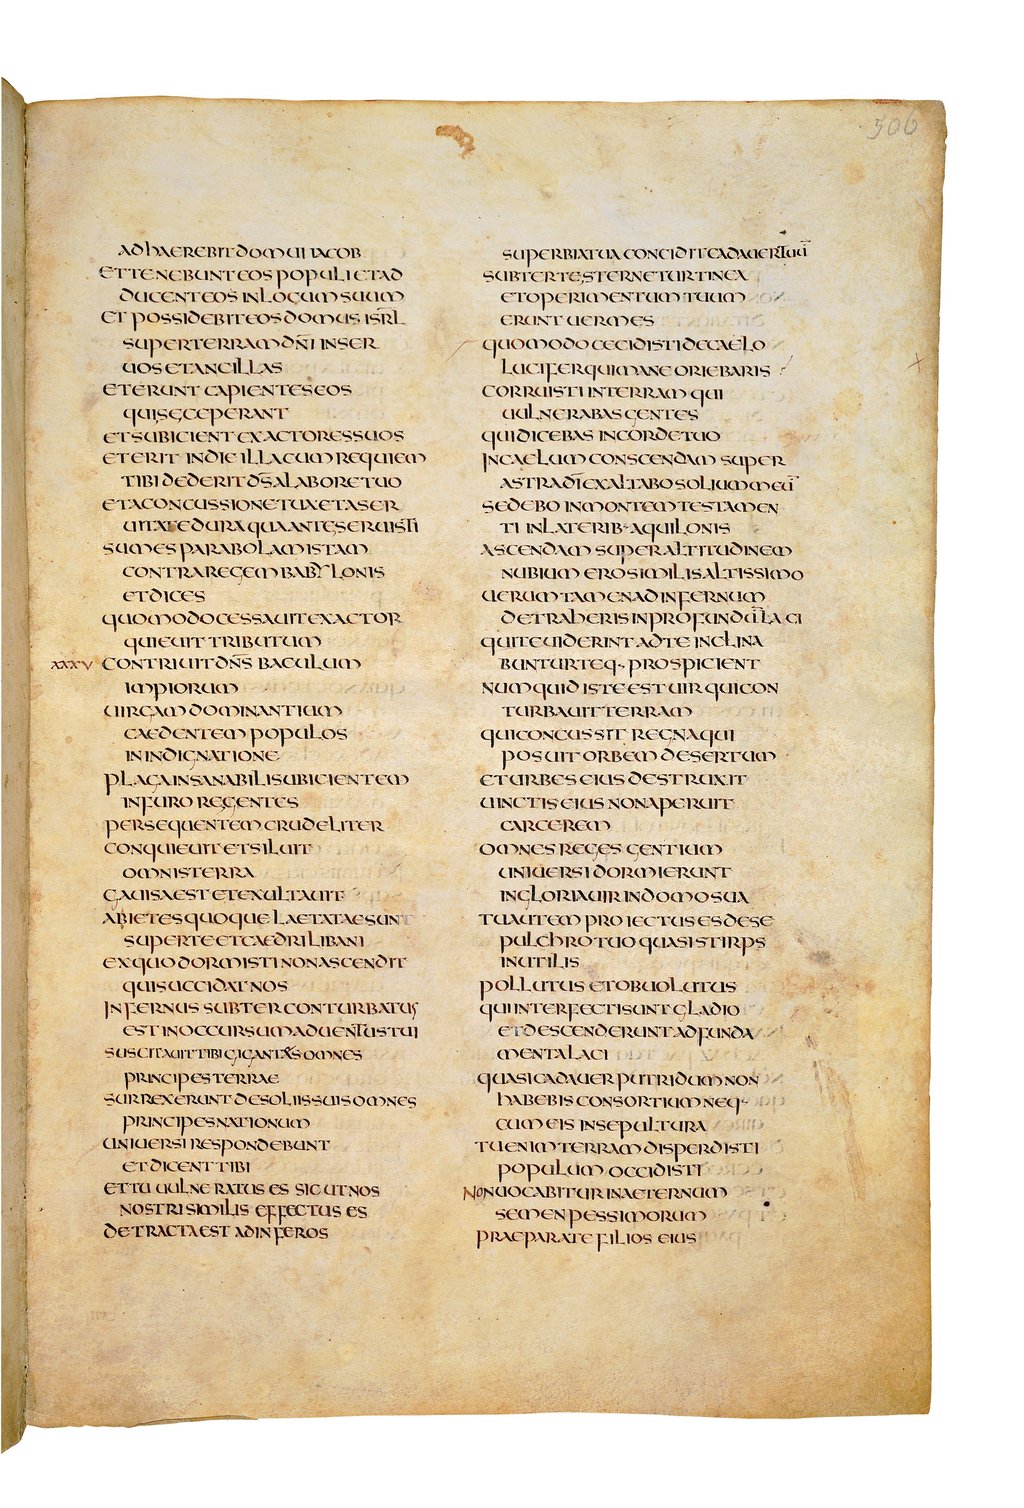 506
ADHAEREBIT DOMUI IACOB
ET TENEBUNT EOS POPULI ET AD
DUCENT EOS IN LOCUM SUUM
ET POSSIDEBIT EOS DOMUS ISRL
SUPER TERRAM DNI IN SER
UOS ET ANCILLAS
ET ERUNT CAPIENTES EOS
QUI SE CEPERANT
ET SUBICIENT EXACTORES SUOS
ET ERIT IN DIE ILLA CUM REQUIEM
TIBI DEDERIT DS A LABORE TUO
ET A CONCUSSIONE TUA ET A SER
UITUTE DURA QUA ANTE SERUISTI
SUMES PARABOLAM ISTAM
CONTRA REGEM BABYLONIS
ET DICES
QUOMODO CESSAUIT EXACTOR
QUIEUIT TRIBUTUM
XXXV CONTRIUIT DNS BACULUM
IMPIORUM
UIRGAM DOMINANTIUM
CAEDENTEM POPULOS
IN INDIGNATIONE
PLAGA INSANABILI SUBICIENTEM
IN FURORE GENTES
PERSEQUENTEM CRUDELITER
CONQUIEUIT ET SILUIT
OMNIS TERRA
GAUISA EST ET EXULTAUIT
ABIETES QUOQUE LAETATAE SUNT
SUPER TE ET CAEDRI LIBANI
EX QUO DORMISTI NON ASCENDIT
QUI SUCCIDAT NOS
INFERNUS SUBTER CONTURBATUS
EST IN OCCURSUM ADUENTUS TUI
SUSCITAUIT TIBI GIGANTAS OMNES
PRINCIPES TERRAE
SURREXERUNT DE SOLIIS SUIS OMNES
PRINCIPES NATIONUM
UNIUERSI RESPONDEBUNT
ET DICENT TIBI
ET TU UULNERATUS ES SICUT NOS
NOSTRI SIMILIS EFFECTUS ES
DETRACTA EST AD INFEROS
SUPERBIA TUA CONCIDIT CADAUER TUU
SUBTER TE STERNETUR TINEA
ET OPERIMENTUM TUUM
ERUNT UERMES
QUOMODO CECIDISTI DE CAELO
LUCIFER QUI MANE ORIEBARIS
CORRUISTI IN TERRAM QUI
UULNERABAS GENTES
QUI DICEBAS IN CORDE TUO
IN CAELUM CONSCENDAM SUPER
ASTRA DI EXALTABO SOLIUM MEU
SEDEBO IN MONTEM TESTAMEN
TI IN LATERIB· AQUILONIS
ASCENDAM SUPER ALTITUDINEM
NUBIUM ERO SIMILIS ALTISSIMO
UERUM TAMEN AD INFERNUM
DETRAHERIS IN PROFUNDU LACI
QUI TE UIDERINT AD TE INCLINA
BUNTUR TEQ· PROSPICIENT
NUMQUID ISTE EST UIR QUI CON
TURBAUIT TERRAM
QUI CONCUSSIT REGNA QUI
POSUIT ORBEM DESERTUM
ET URBES EIUS DESTRUXIT
UINCTIS EIUS NON APERUIT
CARCEREM
OMNES REGES GENTIUM
UNIUERSI DORMIERUNT
IN GLORIA UIR IN DOMO SUA
TU AUTEM PROIECTUS ES DE SE
PULCHRO TUO QUASI STIRPS
INUTILIS
POLLUTUS ET OBUOLUTUS
QUI INTERFECTI SUNT GLADIO
ET DESCENDERUNT AD FUNDA
MENTA LACI
QUASI CADAUER PUTRIDUM NON
HABEBIS CONSORTIUM NEQ·
CUM EIS IN SEPULTURA
TU ENIM TERRAM DISPERDISTI
POPULUM OCCIDISTI
NON UOCABITUR IN AETERNUM
SEMEN PESSIMORUM
PRAEPARATE FILIOS EIUS